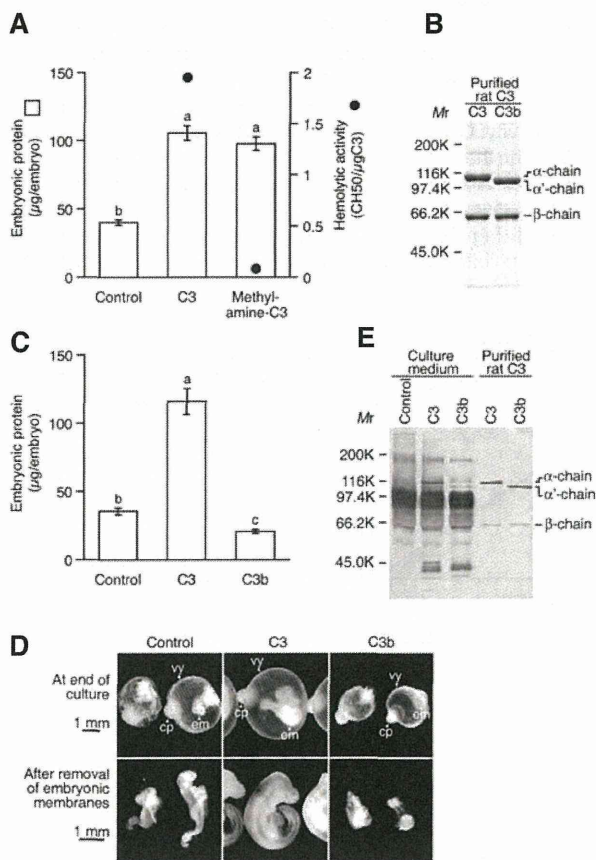 A
150
100
50
0
Embryonic protein
(µg/embryo)
b
a
a
2
1.5
1
0.5
0
Hemolytic activity
(CH50/µgC3)
Control
C3
Methyl-
amine-C3
B
Purified
rat C3
Mr
C3
C3b
200K
116K
97.4K
66.2K
45.0K
α-chain
α'-chain
β-chain
C
150
100
50
0
Embryonic protein
(µg/embryo)
b
a
c
Control
C3
C3b
E
Culture
medium
Purified
rat C3
Mr
Control
C3
C3b
C3
C3b
200K
116K
97.4K
66.2K
45.0K
α-chain
α'-chain
β-chain
D
Control
C3
C3b
At end of
culture
1 mm
vy
cp
em
vy
cp
em
vy
cp
em
After removal
of embryonic
membranes
1 mm